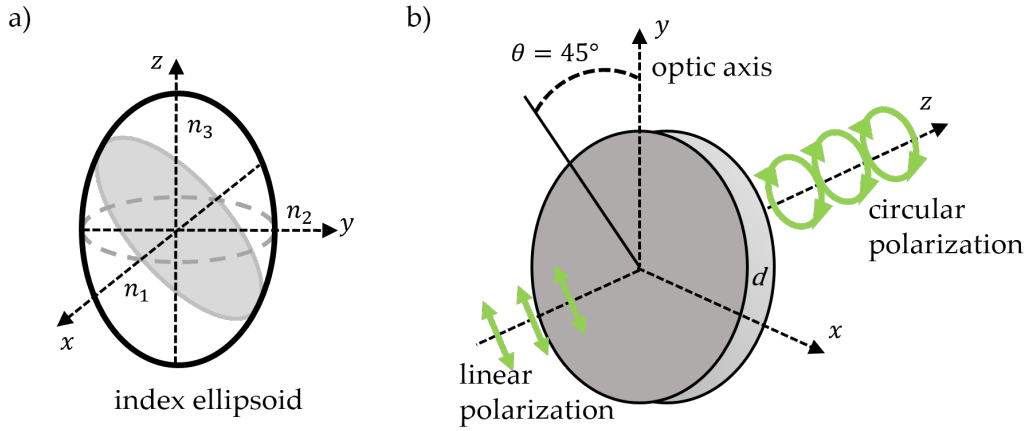 a)
z
n₃
n₂
y
n₁
x
index ellipsoid
b)
y
θ = 45°
optic axis
z
circular
polarization
d
x
linear
polarization